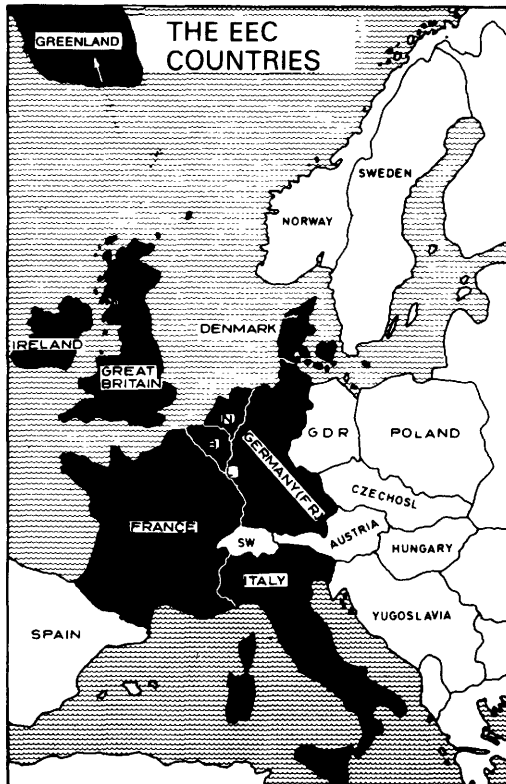 THE EEC
COUNTRIES
GREENLAND
SWEDEN
NORWAY
DENMARK
IRELAND
GREAT
BRITAIN
N
B
L
GERMANY(FR)
GDR
POLAND
CZECHOSL
FRANCE
SW
AUSTRIA
HUNGARY
ITALY
YUGOSLAVIA
SPAIN